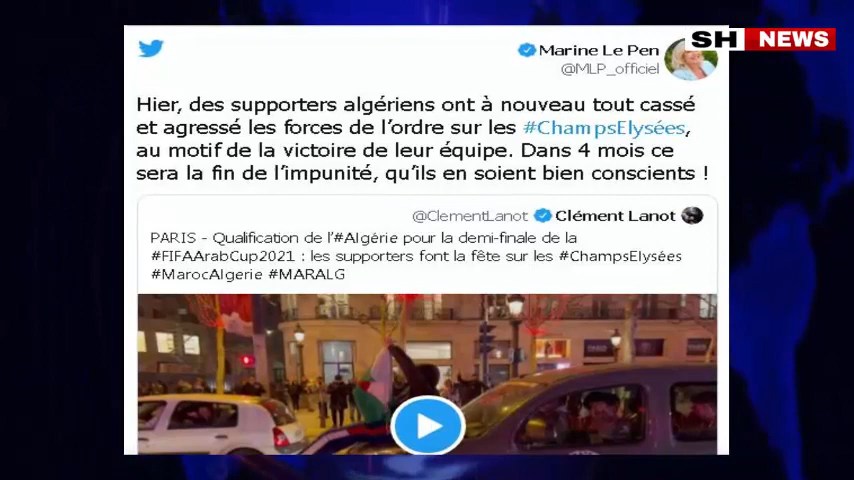 SH NEWS
Marine Le Pen
@MLP_officiel
Hier, des supporters algériens ont à nouveau tout cassé
et agressé les forces de l'ordre sur les #ChampsElysées,
au motif de la victoire de leur équipe. Dans 4 mois ce
sera la fin de l'impunité, qu'ils en soient bien conscients !
@ClementLanot Clément Lanot
PARIS - Qualification de l'#Algérie pour la demi-finale de la
#FIFAArabCup2021 : les supporters font la fête sur les #ChampsElysées
#MarocAlgerie #MARALG